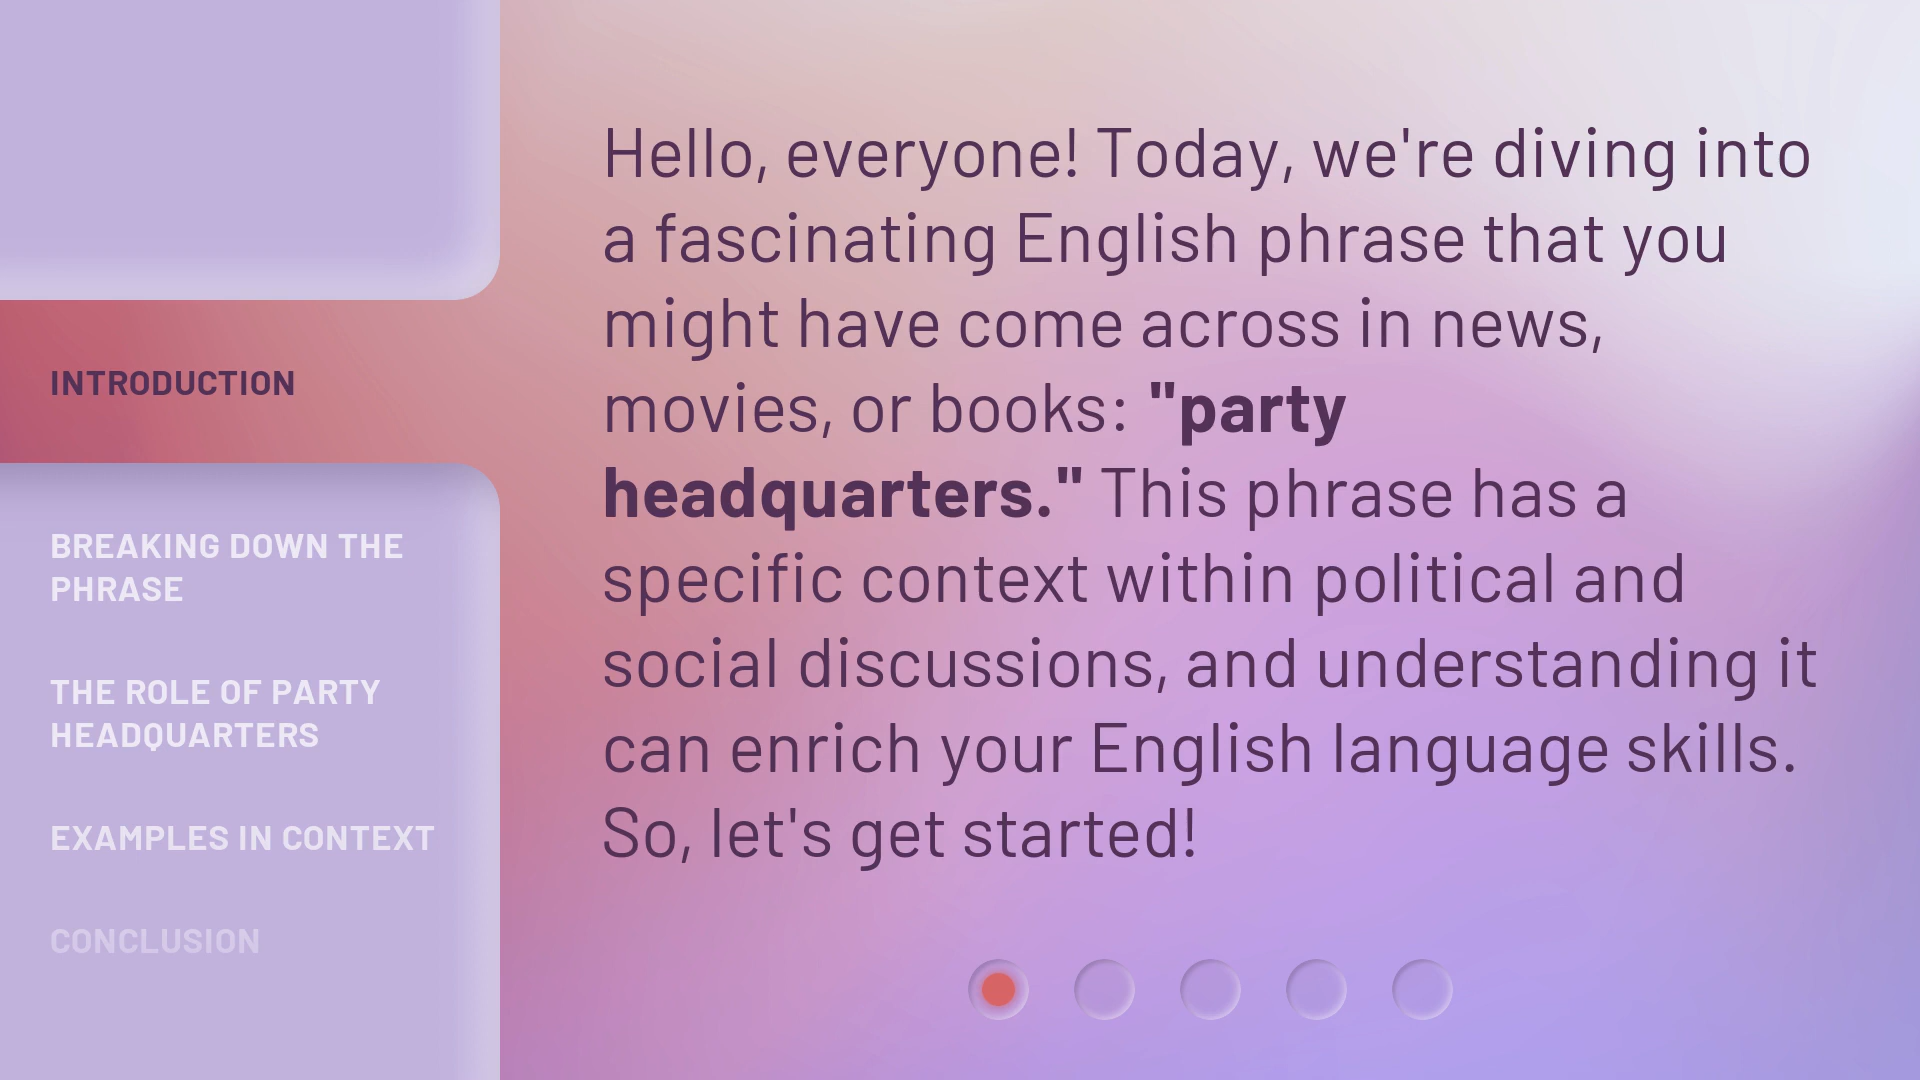 INTRODUCTION
BREAKING DOWN THE
PHRASE
THE ROLE OF PARTY
HEADQUARTERS
EXAMPLES IN CONTEXT
CONCLUSION
Hello, everyone! Today, we're diving into
a fascinating English phrase that you
might have come across in news,
movies, or books: "party
headquarters." This phrase has a
specific context within political and
social discussions, and understanding it
can enrich your English language skills.
So, let's get started!